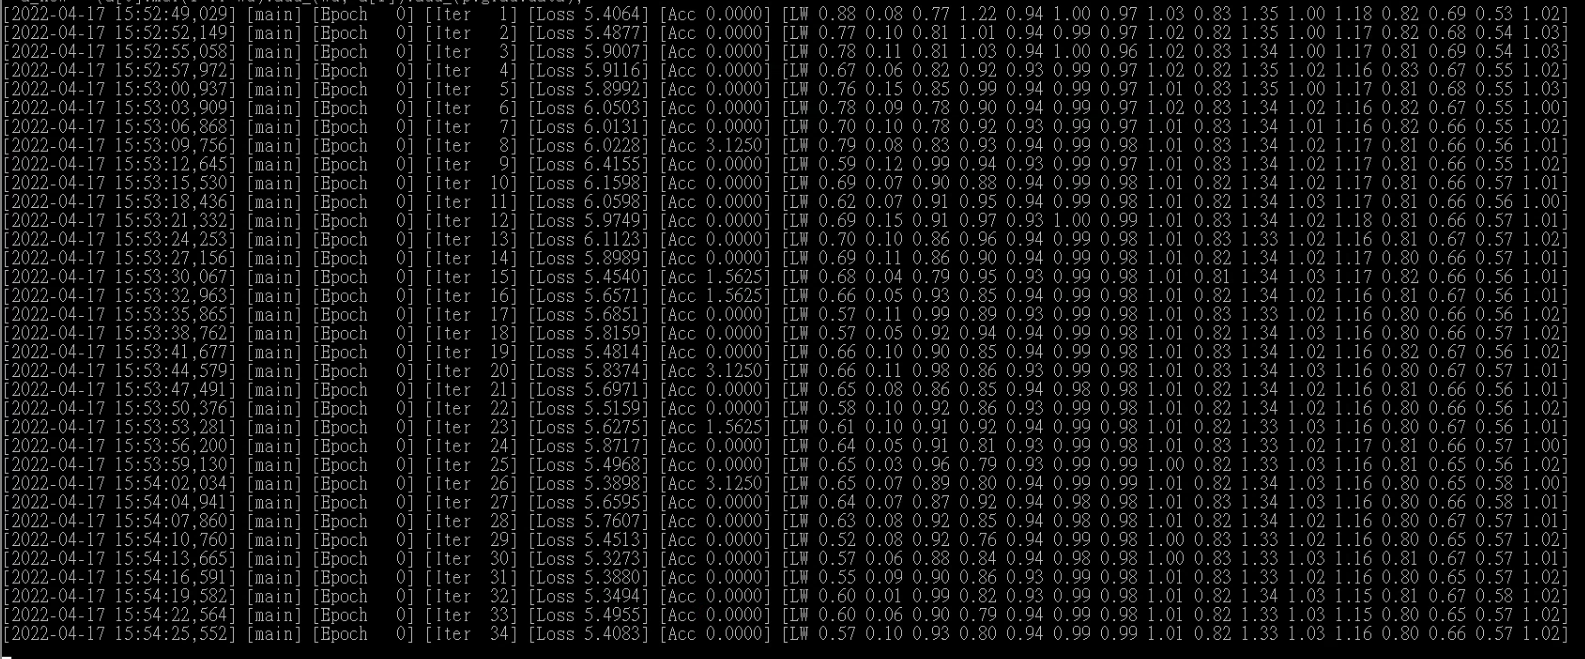 [2022-04-17 15:52:49,029] [main] [Epoch 0] [Iter 1] [Loss 5.4064] [Acc 0.0000] [LW 0.88 0.08 0.77 1.22 0.94 1.00 0.97 1.03 0.83 1.35 1.00 1.18 0.82 0.69 0.53 1.02]
[2022-04-17 15:52:52,149] [main] [Epoch 0] [Iter 2] [Loss 5.4877] [Acc 0.0000] [LW 0.77 0.10 0.81 1.01 0.94 0.99 0.97 1.02 0.82 1.35 1.00 1.17 0.82 0.68 0.54 1.03]
[2022-04-17 15:52:55,058] [main] [Epoch 0] [Iter 3] [Loss 5.9007] [Acc 0.0000] [LW 0.78 0.11 0.81 1.03 0.94 1.00 0.96 1.02 0.83 1.34 1.00 1.17 0.81 0.69 0.54 1.03]
[2022-04-17 15:52:57,972] [main] [Epoch 0] [Iter 4] [Loss 5.9116] [Acc 0.0000] [LW 0.67 0.06 0.82 0.92 0.93 0.99 0.97 1.02 0.82 1.35 1.02 1.16 0.83 0.67 0.55 1.02]
[2022-04-17 15:53:00,937] [main] [Epoch 0] [Iter 5] [Loss 5.8992] [Acc 0.0000] [LW 0.76 0.15 0.85 0.99 0.94 0.99 0.97 1.01 0.83 1.35 1.00 1.17 0.81 0.68 0.55 1.03]
[2022-04-17 15:53:03,909] [main] [Epoch 0] [Iter 6] [Loss 6.0503] [Acc 0.0000] [LW 0.78 0.09 0.78 0.90 0.94 0.99 0.97 1.02 0.83 1.34 1.02 1.16 0.82 0.67 0.55 1.00]
[2022-04-17 15:53:06,868] [main] [Epoch 0] [Iter 7] [Loss 6.0131] [Acc 0.0000] [LW 0.70 0.10 0.78 0.92 0.93 0.99 0.97 1.01 0.83 1.34 1.01 1.16 0.82 0.66 0.55 1.02]
[2022-04-17 15:53:09,756] [main] [Epoch 0] [Iter 8] [Loss 6.0228] [Acc 3.1250] [LW 0.79 0.08 0.83 0.93 0.94 0.99 0.98 1.01 0.83 1.34 1.02 1.17 0.81 0.66 0.56 1.01]
[2022-04-17 15:53:12,645] [main] [Epoch 0] [Iter 9] [Loss 6.4155] [Acc 0.0000] [LW 0.59 0.12 0.99 0.94 0.93 0.99 0.97 1.01 0.83 1.34 1.02 1.17 0.81 0.66 0.55 1.02]
[2022-04-17 15:53:15,530] [main] [Epoch 0] [Iter 10] [Loss 6.1598] [Acc 0.0000] [LW 0.69 0.07 0.90 0.88 0.94 0.99 0.98 1.01 0.82 1.34 1.02 1.17 0.81 0.66 0.57 1.01]
[2022-04-17 15:53:18,436] [main] [Epoch 0] [Iter 11] [Loss 6.0598] [Acc 0.0000] [LW 0.62 0.07 0.91 0.95 0.94 0.99 0.98 1.01 0.82 1.34 1.03 1.17 0.81 0.66 0.56 1.00]
[2022-04-17 15:53:21,332] [main] [Epoch 0] [Iter 12] [Loss 5.9749] [Acc 0.0000] [LW 0.69 0.15 0.91 0.97 0.93 1.00 0.99 1.01 0.83 1.34 1.02 1.18 0.81 0.66 0.57 1.01]
[2022-04-17 15:53:24,253] [main] [Epoch 0] [Iter 13] [Loss 6.1123] [Acc 0.0000] [LW 0.70 0.10 0.86 0.96 0.94 0.99 0.98 1.01 0.83 1.33 1.02 1.16 0.81 0.67 0.57 1.02]
[2022-04-17 15:53:27,156] [main] [Epoch 0] [Iter 14] [Loss 5.8989] [Acc 0.0000] [LW 0.69 0.11 0.86 0.90 0.94 0.99 0.98 1.01 0.83 1.34 1.02 1.17 0.80 0.66 0.57 1.01]
[2022-04-17 15:53:30,067] [main] [Epoch 0] [Iter 15] [Loss 5.4540] [Acc 1.5625] [LW 0.68 0.04 0.79 0.95 0.93 0.99 0.98 1.01 0.81 1.34 1.03 1.17 0.82 0.66 0.56 1.01]
[2022-04-17 15:53:32,963] [main] [Epoch 0] [Iter 16] [Loss 5.6571] [Acc 1.5625] [LW 0.66 0.05 0.93 0.85 0.94 0.99 0.98 1.01 0.82 1.34 1.02 1.16 0.81 0.67 0.56 1.01]
[2022-04-17 15:53:35,865] [main] [Epoch 0] [Iter 17] [Loss 5.6851] [Acc 0.0000] [LW 0.57 0.11 0.99 0.89 0.93 0.99 0.98 1.01 0.83 1.33 1.02 1.16 0.80 0.66 0.57 1.01]
[2022-04-17 15:53:38,762] [main] [Epoch 0] [Iter 18] [Loss 5.8159] [Acc 0.0000] [LW 0.57 0.05 0.92 0.94 0.94 0.99 0.98 1.01 0.82 1.34 1.03 1.16 0.80 0.66 0.57 1.02]
[2022-04-17 15:53:41,677] [main] [Epoch 0] [Iter 19] [Loss 5.4814] [Acc 0.0000] [LW 0.66 0.10 0.90 0.85 0.94 0.99 0.98 1.01 0.83 1.34 1.02 1.16 0.82 0.67 0.56 1.02]
[2022-04-17 15:53:44,579] [main] [Epoch 0] [Iter 20] [Loss 5.8374] [Acc 3.1250] [LW 0.66 0.11 0.98 0.86 0.94 0.99 0.98 1.01 0.83 1.34 1.03 1.16 0.80 0.67 0.57 1.01]
[2022-04-17 15:53:47,491] [main] [Epoch 0] [Iter 21] [Loss 5.6971] [Acc 0.0000] [LW 0.65 0.08 0.86 0.85 0.94 0.98 0.98 1.01 0.82 1.34 1.02 1.17 0.81 0.66 0.56 1.01]
[2022-04-17 15:53:50,376] [main] [Epoch 0] [Iter 22] [Loss 5.5159] [Acc 0.0000] [LW 0.58 0.10 0.92 0.86 0.93 0.99 0.98 1.01 0.82 1.34 1.02 1.16 0.80 0.66 0.56 1.02]
[2022-04-17 15:53:53,281] [main] [Epoch 0] [Iter 23] [Loss 5.6275] [Acc 1.5625] [LW 0.61 0.10 0.91 0.92 0.94 0.99 0.98 1.01 0.82 1.33 1.03 1.16 0.80 0.67 0.56 1.01]
[2022-04-17 15:53:56,200] [main] [Epoch 0] [Iter 24] [Loss 5.8717] [Acc 0.0000] [LW 0.64 0.05 0.91 0.81 0.93 0.99 0.98 1.01 0.83 1.33 1.02 1.17 0.81 0.66 0.57 1.00]
[2022-04-17 15:53:59,130] [main] [Epoch 0] [Iter 25] [Loss 5.4968] [Acc 0.0000] [LW 0.65 0.03 0.96 0.79 0.93 0.99 0.99 1.00 0.82 1.33 1.03 1.16 0.81 0.65 0.56 1.02]
[2022-04-17 15:54:02,034] [main] [Epoch 0] [Iter 26] [Loss 5.3898] [Acc 3.1250] [LW 0.65 0.07 0.89 0.80 0.94 0.99 0.98 1.01 0.82 1.33 1.03 1.16 0.80 0.65 0.58 1.00]
[2022-04-17 15:54:04,941] [main] [Epoch 0] [Iter 27] [Loss 5.6595] [Acc 0.0000] [LW 0.64 0.07 0.87 0.92 0.94 0.98 0.98 1.01 0.82 1.34 1.03 1.16 0.80 0.66 0.58 1.01]
[2022-04-17 15:54:07,860] [main] [Epoch 0] [Iter 28] [Loss 5.7607] [Acc 0.0000] [LW 0.63 0.08 0.92 0.85 0.94 0.98 0.98 1.01 0.82 1.34 1.02 1.16 0.80 0.67 0.57 1.01]
[2022-04-17 15:54:10,760] [main] [Epoch 0] [Iter 29] [Loss 5.4513] [Acc 0.0000] [LW 0.52 0.08 0.92 0.76 0.94 0.98 0.99 1.00 0.83 1.33 1.02 1.16 0.80 0.65 0.57 1.01]
[2022-04-17 15:54:13,665] [main] [Epoch 0] [Iter 30] [Loss 5.3273] [Acc 0.0000] [LW 0.57 0.06 0.88 0.84 0.94 0.99 0.98 1.00 0.83 1.33 1.03 1.16 0.81 0.67 0.57 1.01]
[2022-04-17 15:54:16,591] [main] [Epoch 0] [Iter 31] [Loss 5.3880] [Acc 0.0000] [LW 0.55 0.09 0.90 0.86 0.93 0.99 0.98 1.01 0.83 1.33 1.02 1.16 0.80 0.65 0.57 1.02]
[2022-04-17 15:54:19,582] [main] [Epoch 0] [Iter 32] [Loss 5.3494] [Acc 0.0000] [LW 0.60 0.01 0.99 0.82 0.93 0.99 0.98 1.01 0.82 1.34 1.03 1.15 0.81 0.67 0.58 1.02]
[2022-04-17 15:54:22,564] [main] [Epoch 0] [Iter 33] [Loss 5.4955] [Acc 0.0000] [LW 0.60 0.06 0.90 0.79 0.94 0.99 0.98 1.01 0.82 1.33 1.03 1.15 0.80 0.65 0.57 1.02]
[2022-04-17 15:54:25,552] [main] [Epoch 0] [Iter 34] [Loss 5.4083] [Acc 0.0000] [LW 0.57 0.10 0.93 0.80 0.94 0.99 0.99 1.01 0.82 1.33 1.03 1.16 0.80 0.66 0.57 1.02]